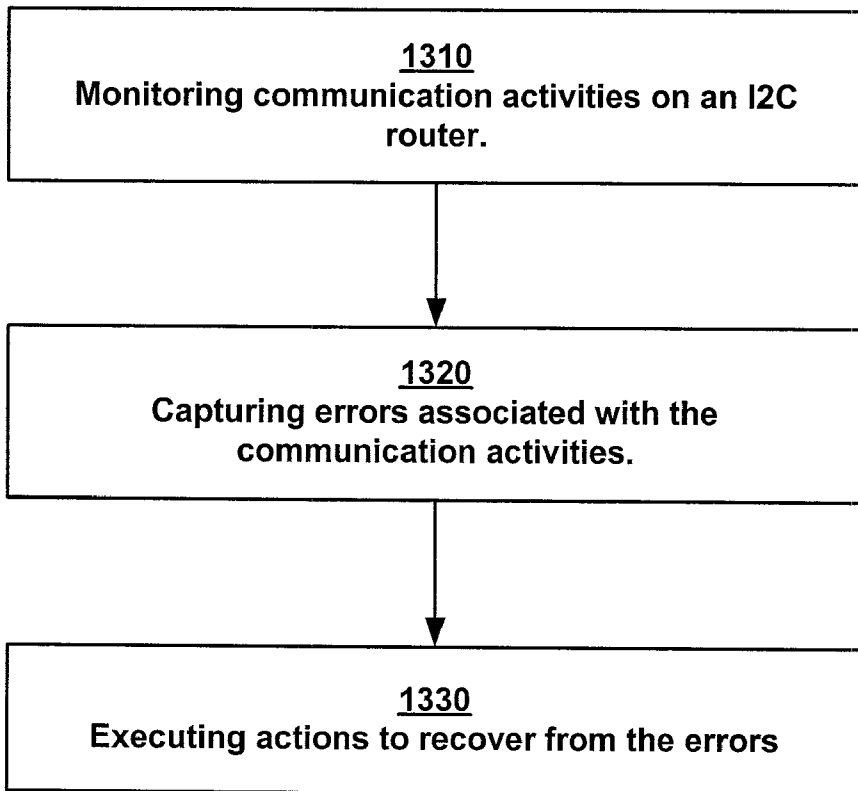 1310
Monitoring communication activities on an I2C
router.
1320
Capturing errors associated with the
communication activities.
1330
Executing actions to recover from the errors